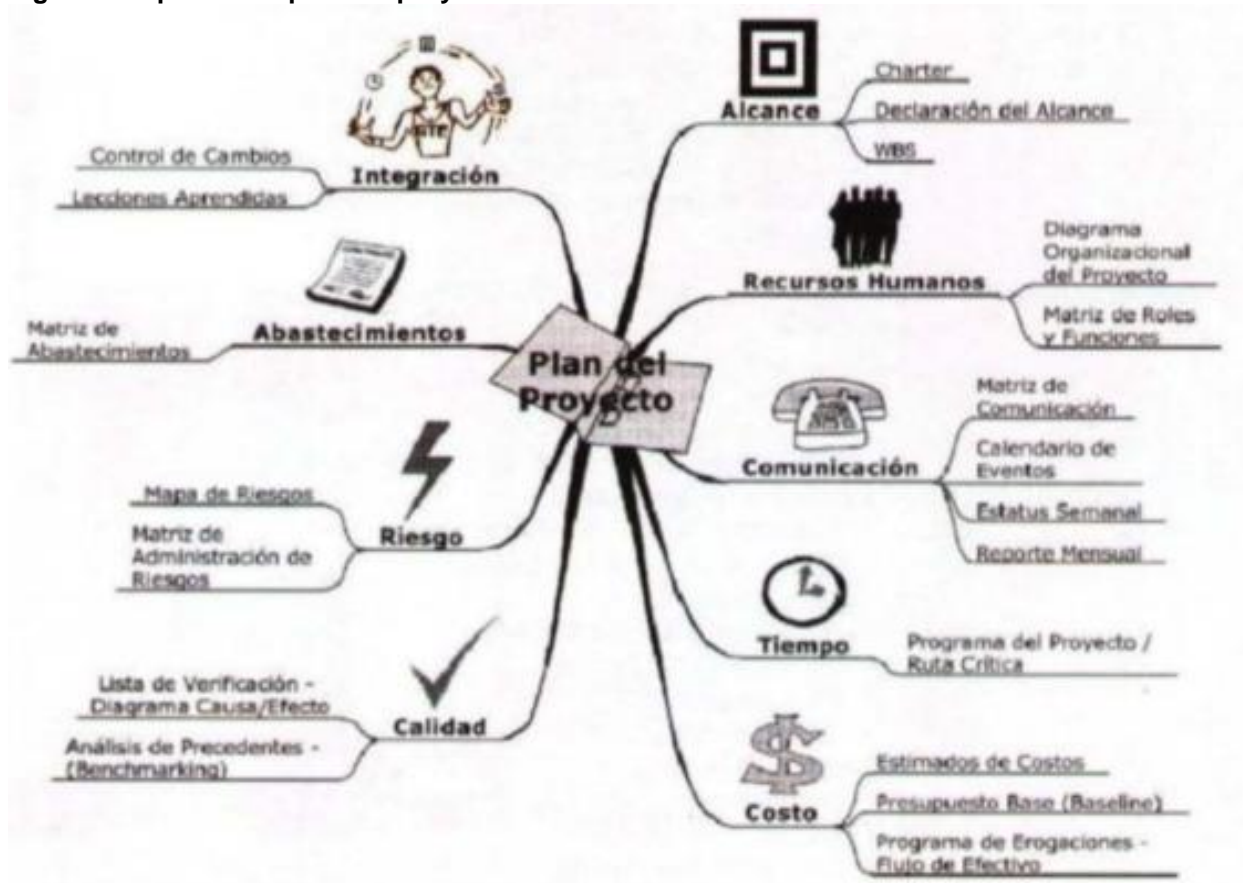 Plan del
Proyecto
Alcance
Charter
Declaración del Alcance
WBS
Recursos Humanos
Diagrama
Organizacional
del Proyecto
Matriz de Roles
y Funciones
Comunicación
Matriz de
Comunicación
Calendario de
Eventos
Estatus Semanal
Reporte Mensual
Tiempo
Programa del Proyecto /
Ruta Crítica
Costo
Estimados de Costos
Presupuesto Base (Baseline)
Programa de Erogaciones -
Flujo de Efectivo
Calidad
Lista de Verificación -
Diagrama Causa/Efecto
Análisis de Precedentes -
(Benchmarking)
Riesgo
Mapa de Riesgos
Matriz de
Administración de
Riesgos
Abastecimientos
Matriz de
Abastecimientos
Integración
Control de Cambios
Lecciones Aprendidas